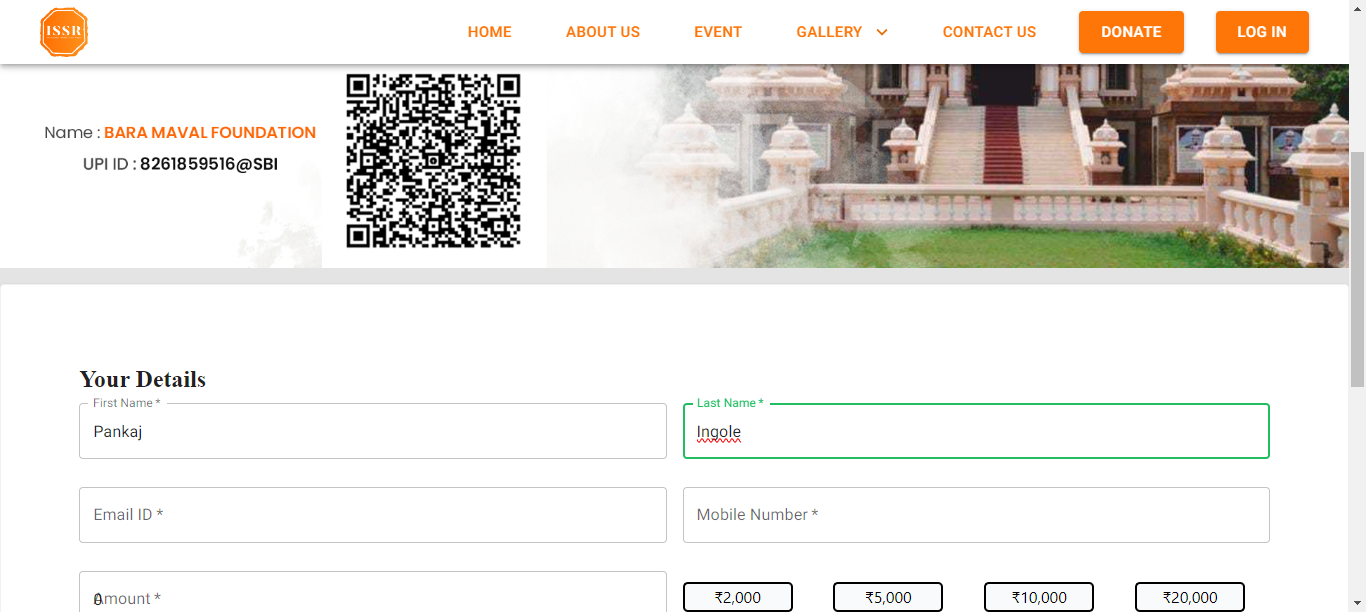 ISSR
HOME ABOUT US EVENT GALLERY CONTACT US DONATE LOG IN
Name : BARA MAVAL FOUNDATION
UPI ID : 8261859516@SBI
Your Details
First Name *
Pankaj
Last Name *
Ingole
Email ID *
Mobile Number *
Amount *
0
₹2,000 ₹5,000 ₹10,000 ₹20,000